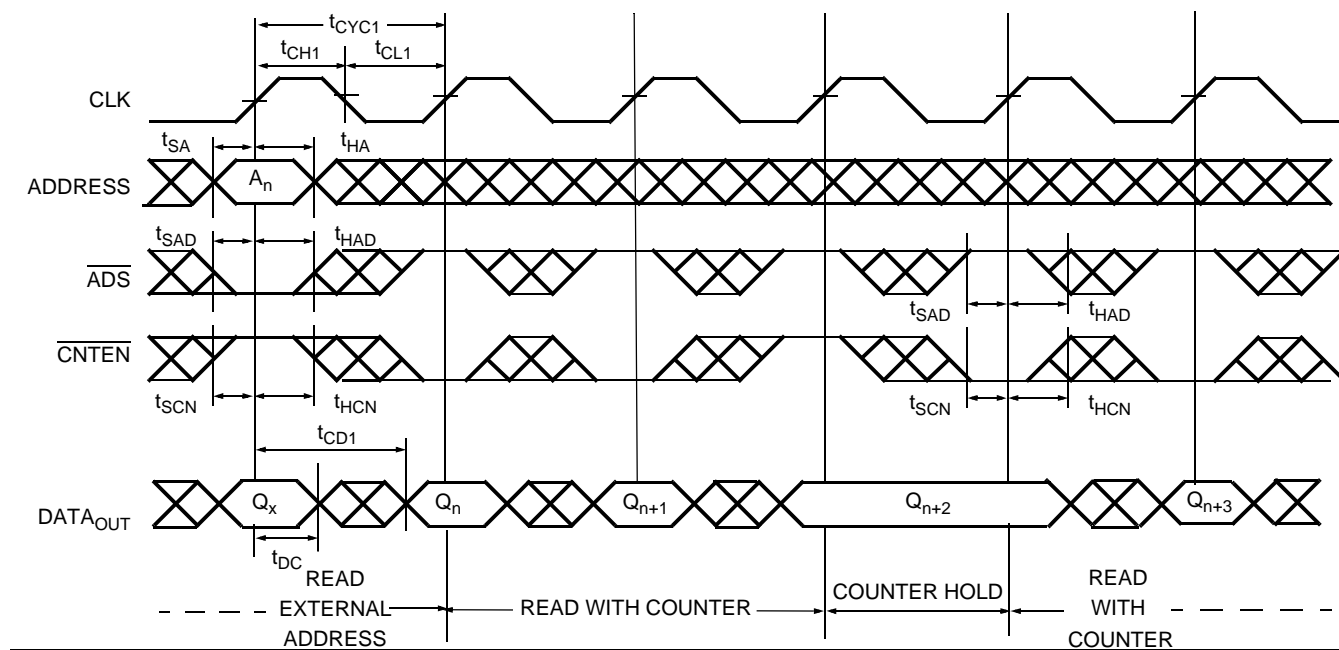 tCYC1
tCH1 tCL1
CLK
tSA tHA
ADDRESS An
tSAD tHAD
ADS
tSAD tHAD
CNTEN
tSCN tHCN tSCN tHCN
tCD1
DATAOUT Qx Qn Qn+1 Qn+2 Qn+3
tDC
READ EXTERNAL ADDRESS
READ WITH COUNTER
COUNTER HOLD
READ WITH COUNTER